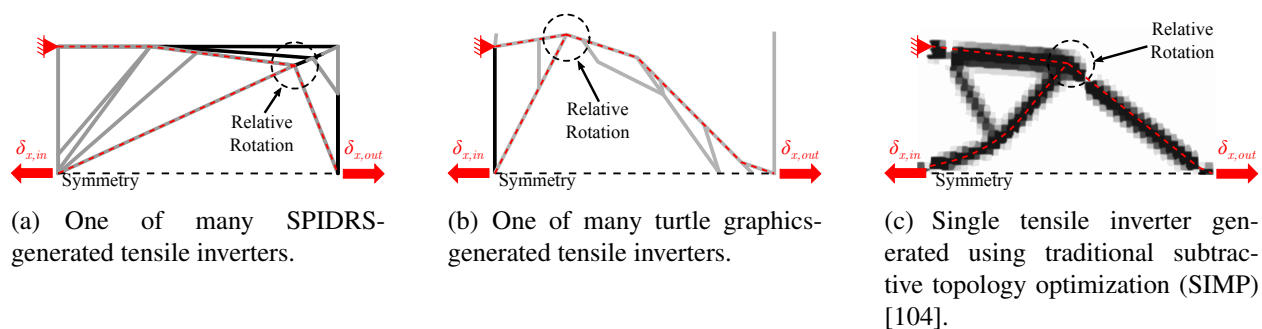 Relative
Rotation
δx,in
δx,out
Symmetry
(a) One of many SPIDRS-
generated tensile inverters.
Relative
Rotation
δx,in
δx,out
Symmetry
(b) One of many turtle graphics-
generated tensile inverters.
Relative
Rotation
δx,in
δx,out
Symmetry
(c) Single tensile inverter gen-
erated using traditional subtrac-
tive topology optimization (SIMP)
[104].